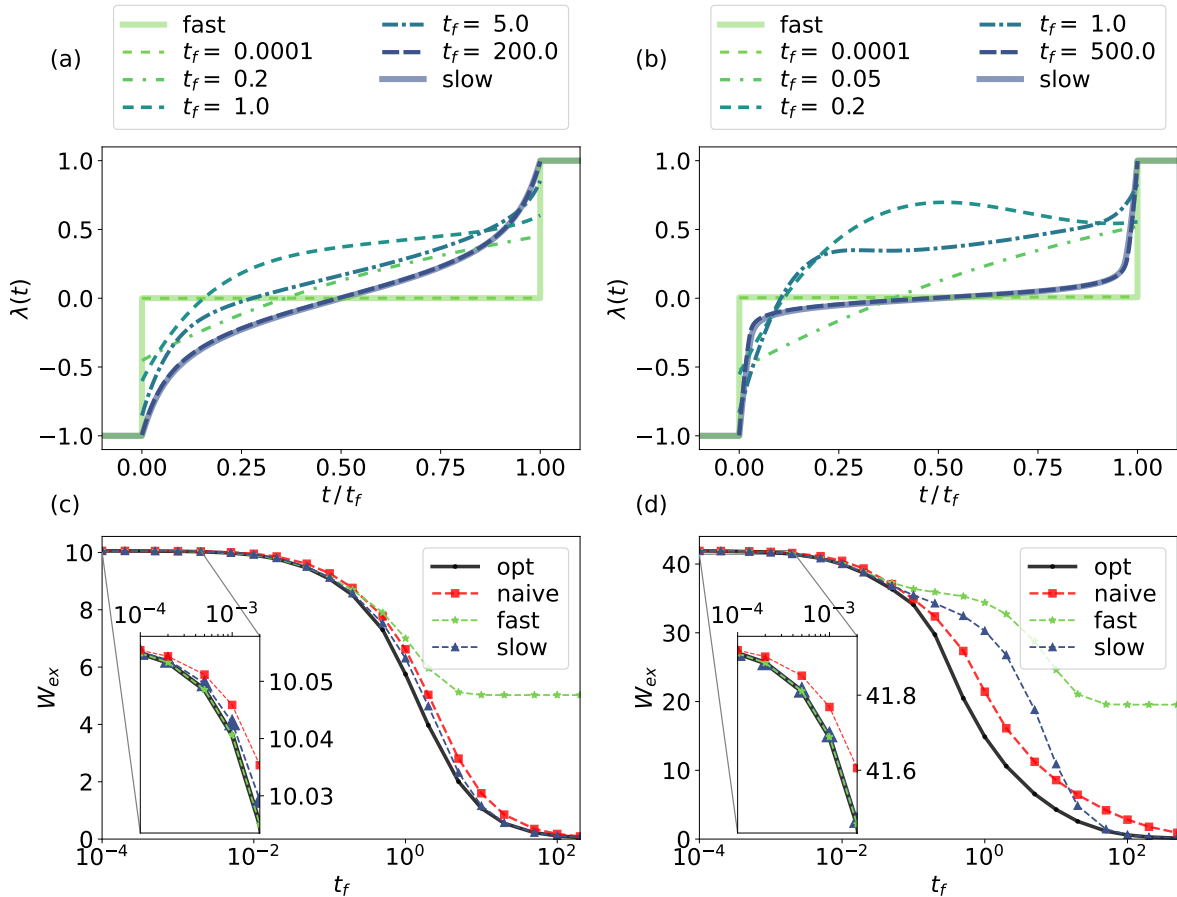 (a)
fast
t_f = 0.0001
t_f = 0.2
t_f = 1.0
t_f = 5.0
t_f = 200.0
slow
(b)
fast
t_f = 0.0001
t_f = 0.05
t_f = 0.2
t_f = 1.0
t_f = 500.0
slow
λ(t)
1.0
0.5
0.0
−0.5
−1.0
0.00 0.25 0.50 0.75 1.00
t / t_f
λ(t)
1.0
0.5
0.0
−0.5
−1.0
0.00 0.25 0.50 0.75 1.00
t / t_f
(c)
W_ex
10
8
6
4
2
0
opt
naive
fast
slow
10^−4 10^−3
10.05
10.04
10.03
10^−4 10^−2 10^0 10^2
t_f
(d)
W_ex
40
30
20
10
0
opt
naive
fast
slow
10^−4 10^−3
41.8
41.6
10^−4 10^−2 10^0 10^2
t_f